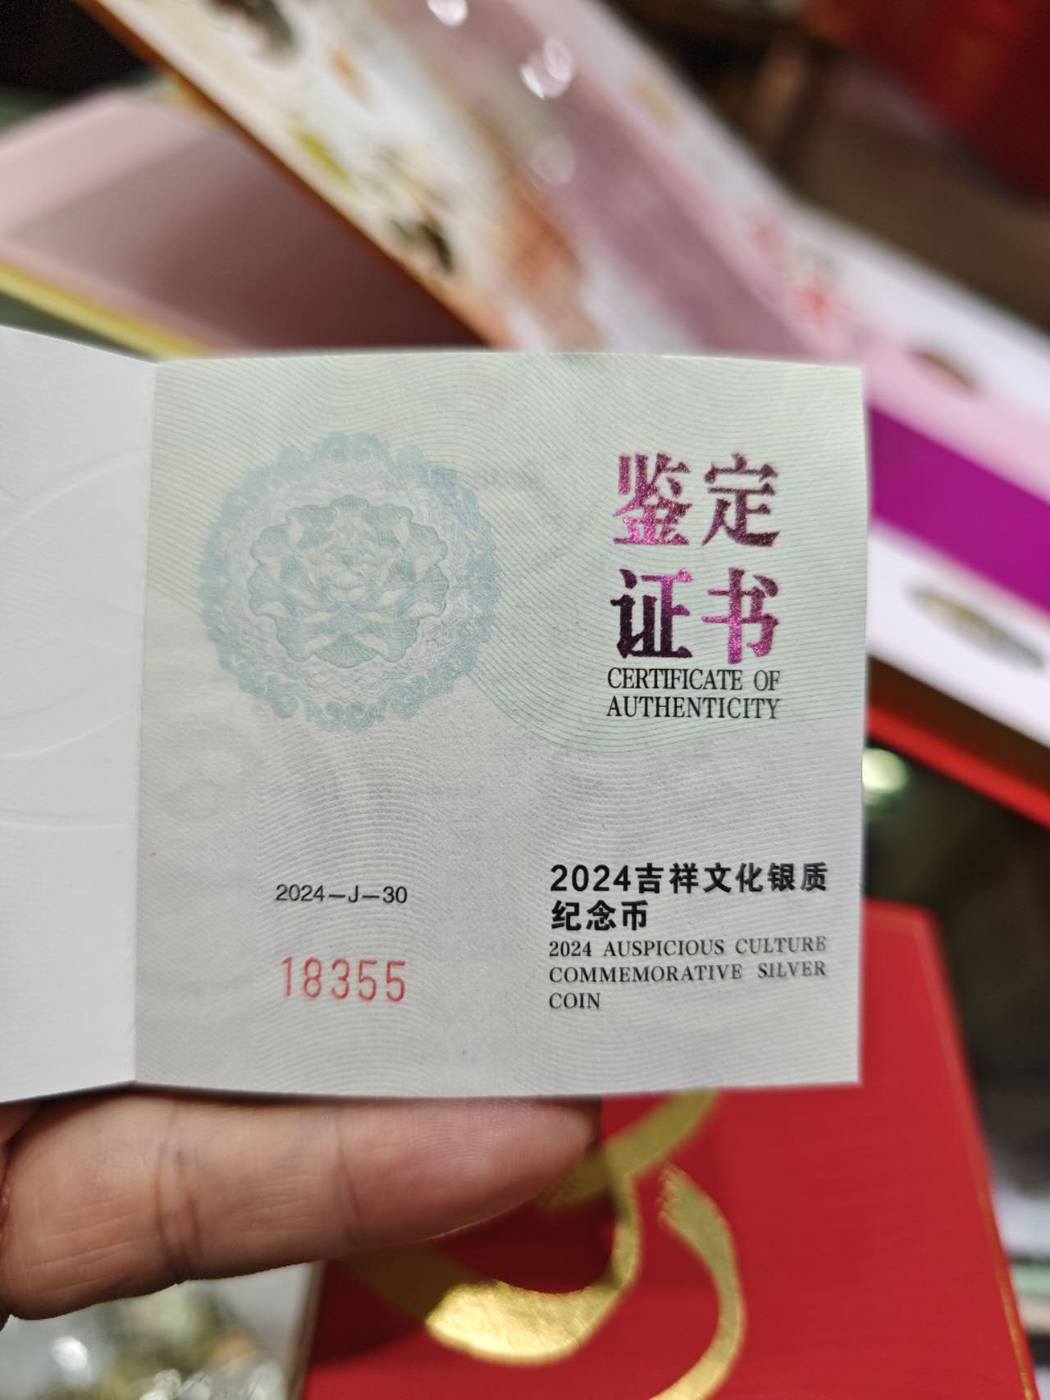 鉴定
证书
CERTIFICATE OF
AUTHENTICITY
2024-J-30
18355
2024吉祥文化银质
纪念币
2024 AUSPICIOUS CULTURE
COMMEMORATIVE SILVER
COIN